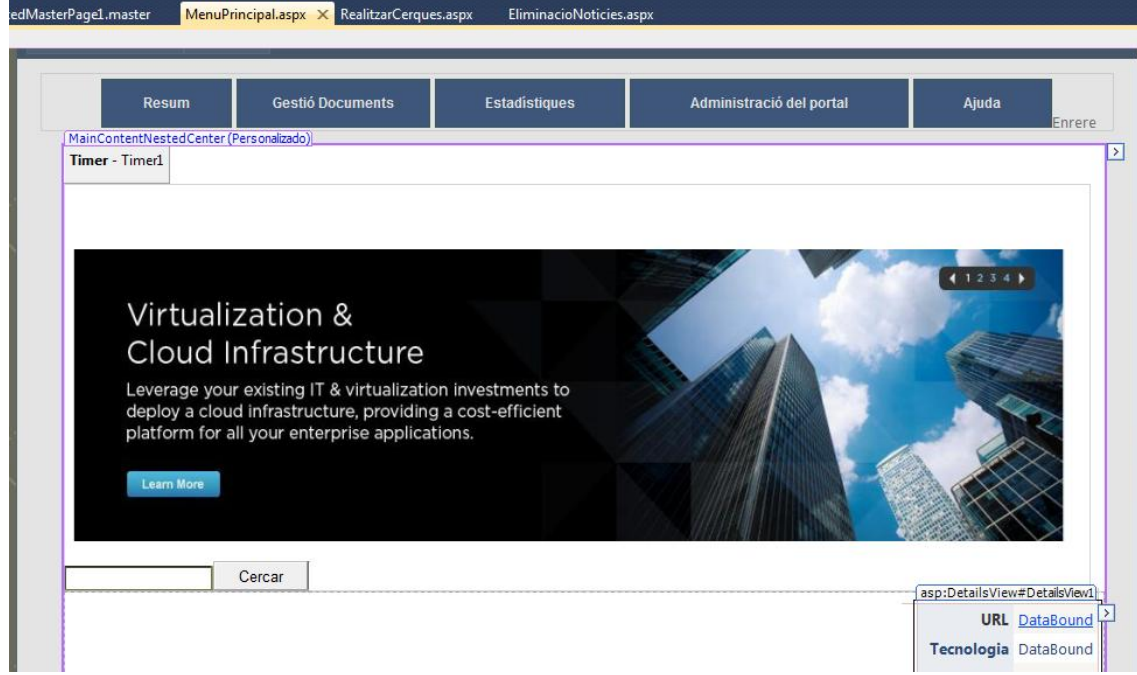 edMasterPage1.master MenuPrincipal.aspx RealitzarCerques.aspx EliminacioNoticies.aspx
Resum Gestió Documents Estadístiques Administració del portal Ajuda
Enrere
MainContentNestedCenter (Personalizado)
Timer - Timer1
1 2 3 4
Virtualization &
Cloud Infrastructure
Leverage your existing IT & virtualization investments to
deploy a cloud infrastructure, providing a cost-efficient
platform for all your enterprise applications.
Learn More
Cercar
asp:DetailsView#DetailsView1
URL DataBound
Tecnologia DataBound